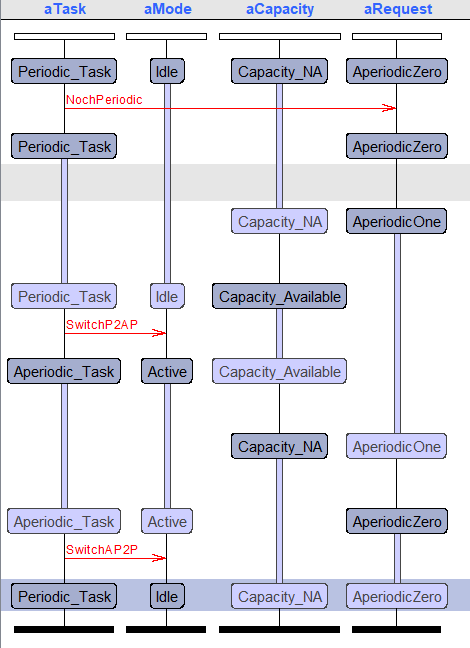 aTask aMode aCapacity aRequest
Periodic_Task Idle Capacity_NA AperiodicZero
NochPeriodic
Periodic_Task AperiodicZero
Capacity_NA AperiodicOne
Periodic_Task Idle Capacity_Available
SwitchP2AP
Aperiodic_Task Active Capacity_Available
Capacity_NA AperiodicOne
Aperiodic_Task Active AperiodicZero
SwitchAP2P
Periodic_Task Idle Capacity_NA AperiodicZero